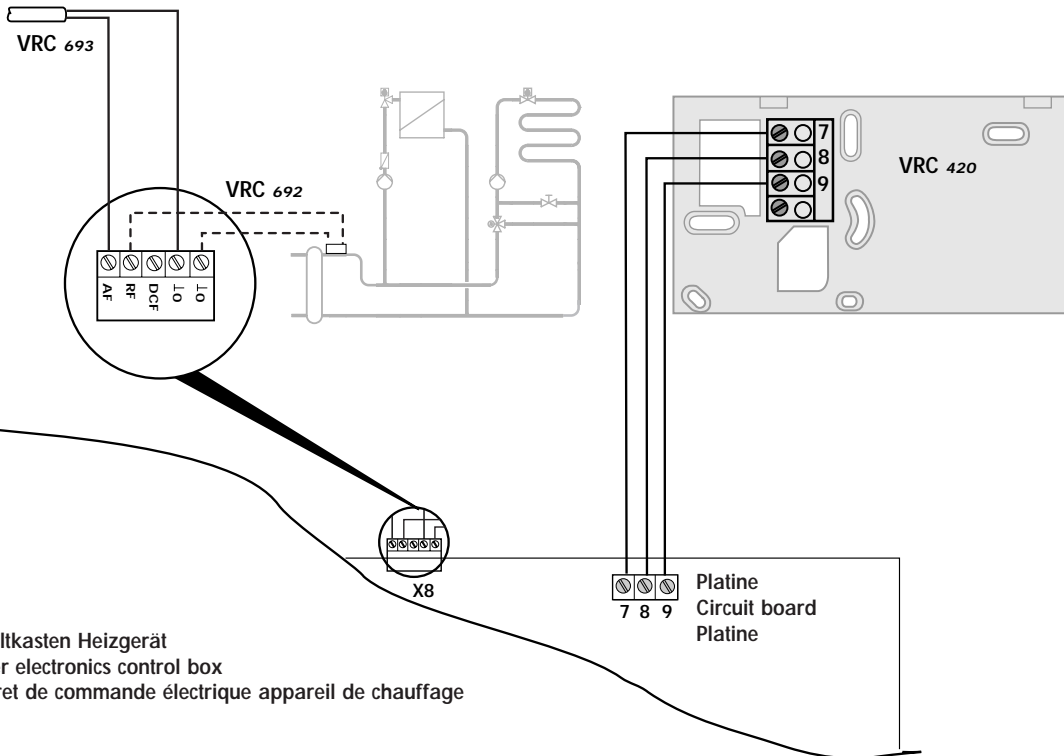 VRC 693
VRC 692
AF
RF
DCF
⊥O
⊥O
7
8
9
VRC 420
X8
7 8 9
Platine
Circuit board
Platine
ltkasten Heizgerät
r electronics control box
ret de commande électrique appareil de chauffage